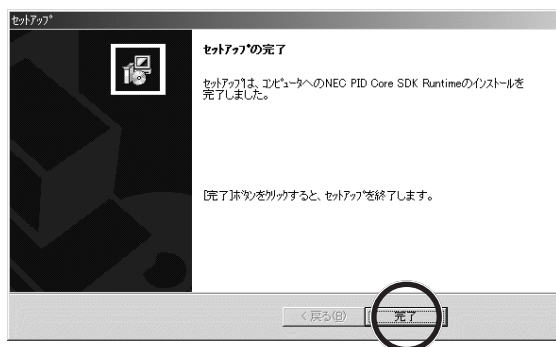 セットアップ
セットアップの完了
セットアップは、コンピュータへのNEC PID Core SDK Runtimeのインストールを
完了しました。
[完了]ボタンをクリックすると、セットアップを終了します。
< 戻る(B)
完了